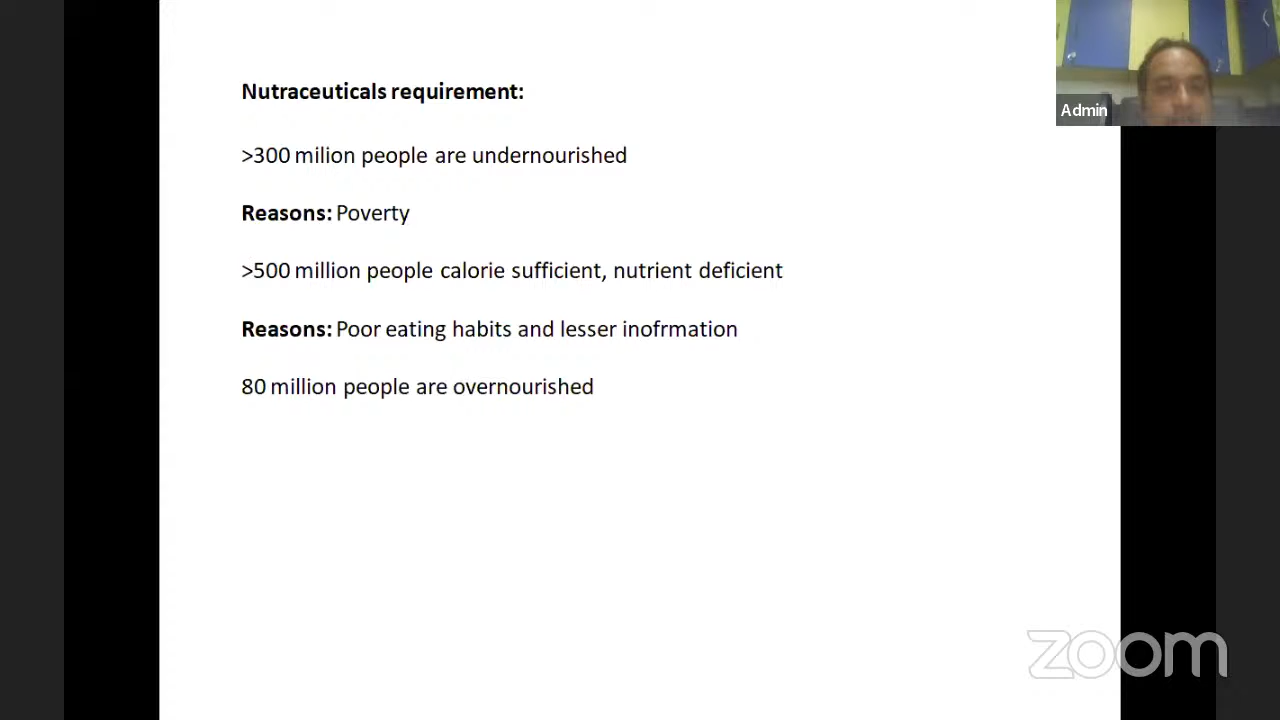 Nutraceuticals requirement:
>300 milion people are undernourished
Reasons: Poverty
>500 million people calorie sufficient, nutrient deficient
Reasons: Poor eating habits and lesser inofrmation
80 million people are overnourished
Admin
zoom